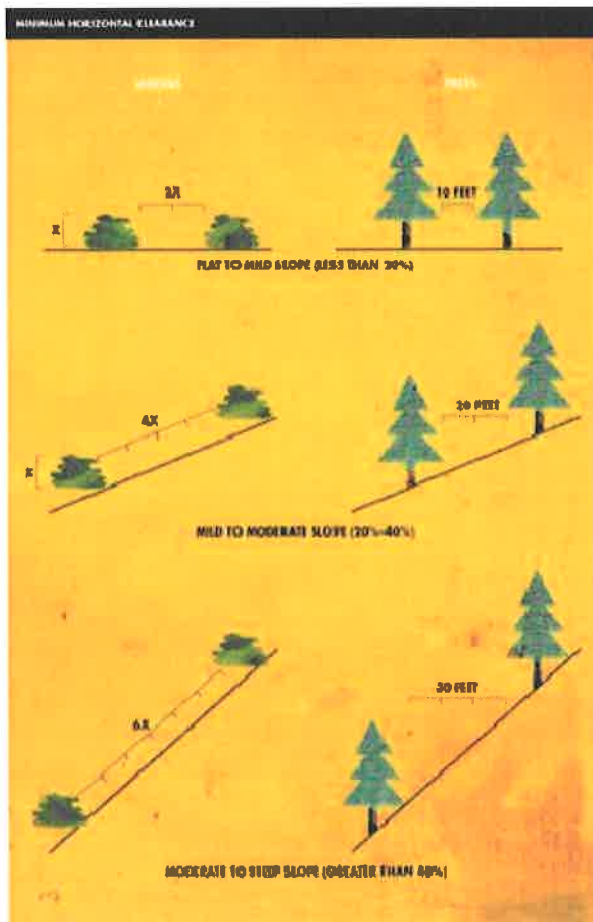 MINIMUM HORIZONTAL CLEARANCE
SHRUBS TREES
2X 10 FEET
X
FLAT TO MILD SLOPE (LESS THAN 20%)
4X 20 FEET
X
MILD TO MODERATE SLOPE (20%-40%)
6X 30 FEET
MODERATE TO STEEP SLOPE (GREATER THAN 40%)